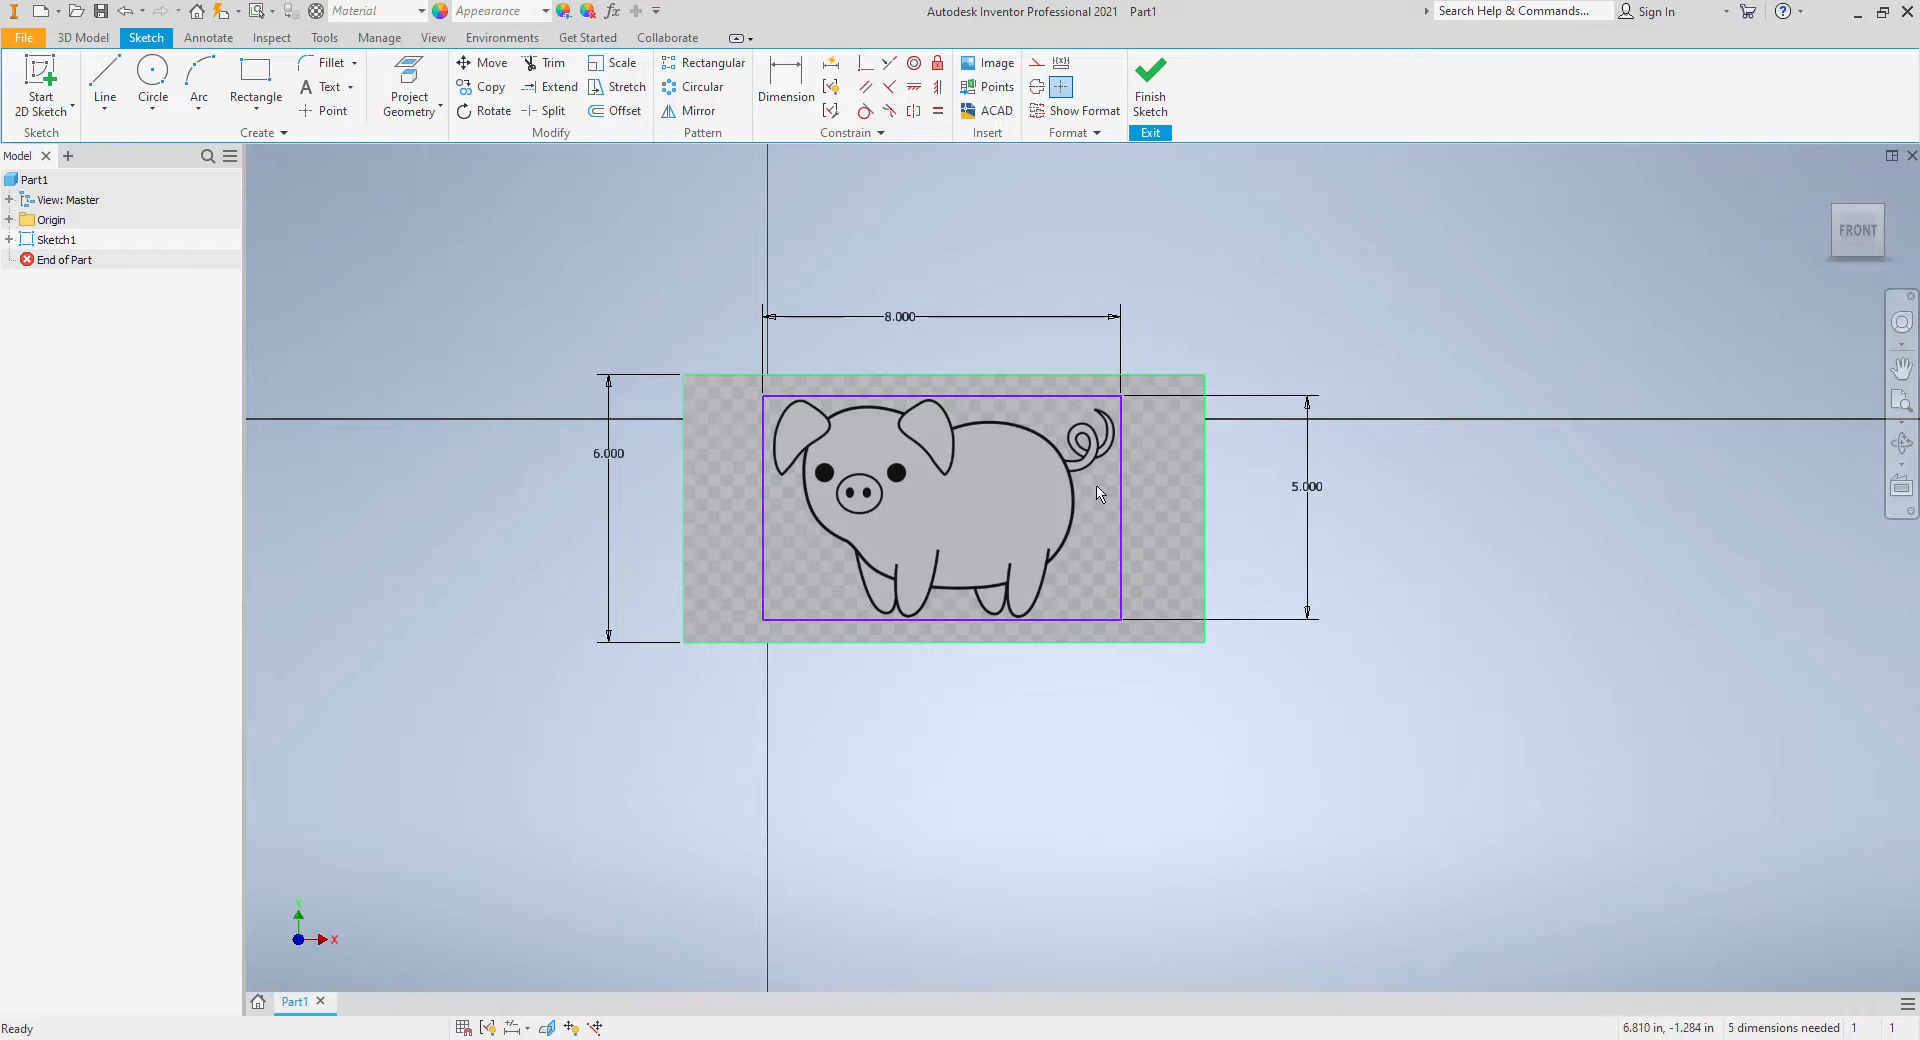 Material
Appearance
Autodesk Inventor Professional 2021 Part1
Search Help & Commands...
Sign In
File
3D Model
Sketch
Annotate
Inspect
Tools
Manage
View
Environments
Get Started
Collaborate
Start
2D Sketch
Line
Circle
Arc
Rectangle
Fillet
Text
Point
Project
Geometry
Move
Copy
Rotate
Trim
Extend
Split
Scale
Stretch
Offset
Rectangular
Circular
Mirror
Dimension
Image
Points
ACAD
Show Format
Finish
Sketch
Sketch
Create
Modify
Pattern
Constrain
Insert
Format
Exit
Model
Part1
View: Master
Origin
Sketch1
End of Part
FRONT
8.000
6.000
5.000
Y
X
Part1
Ready
6.810 in, -1.284 in
5 dimensions needed
1
1